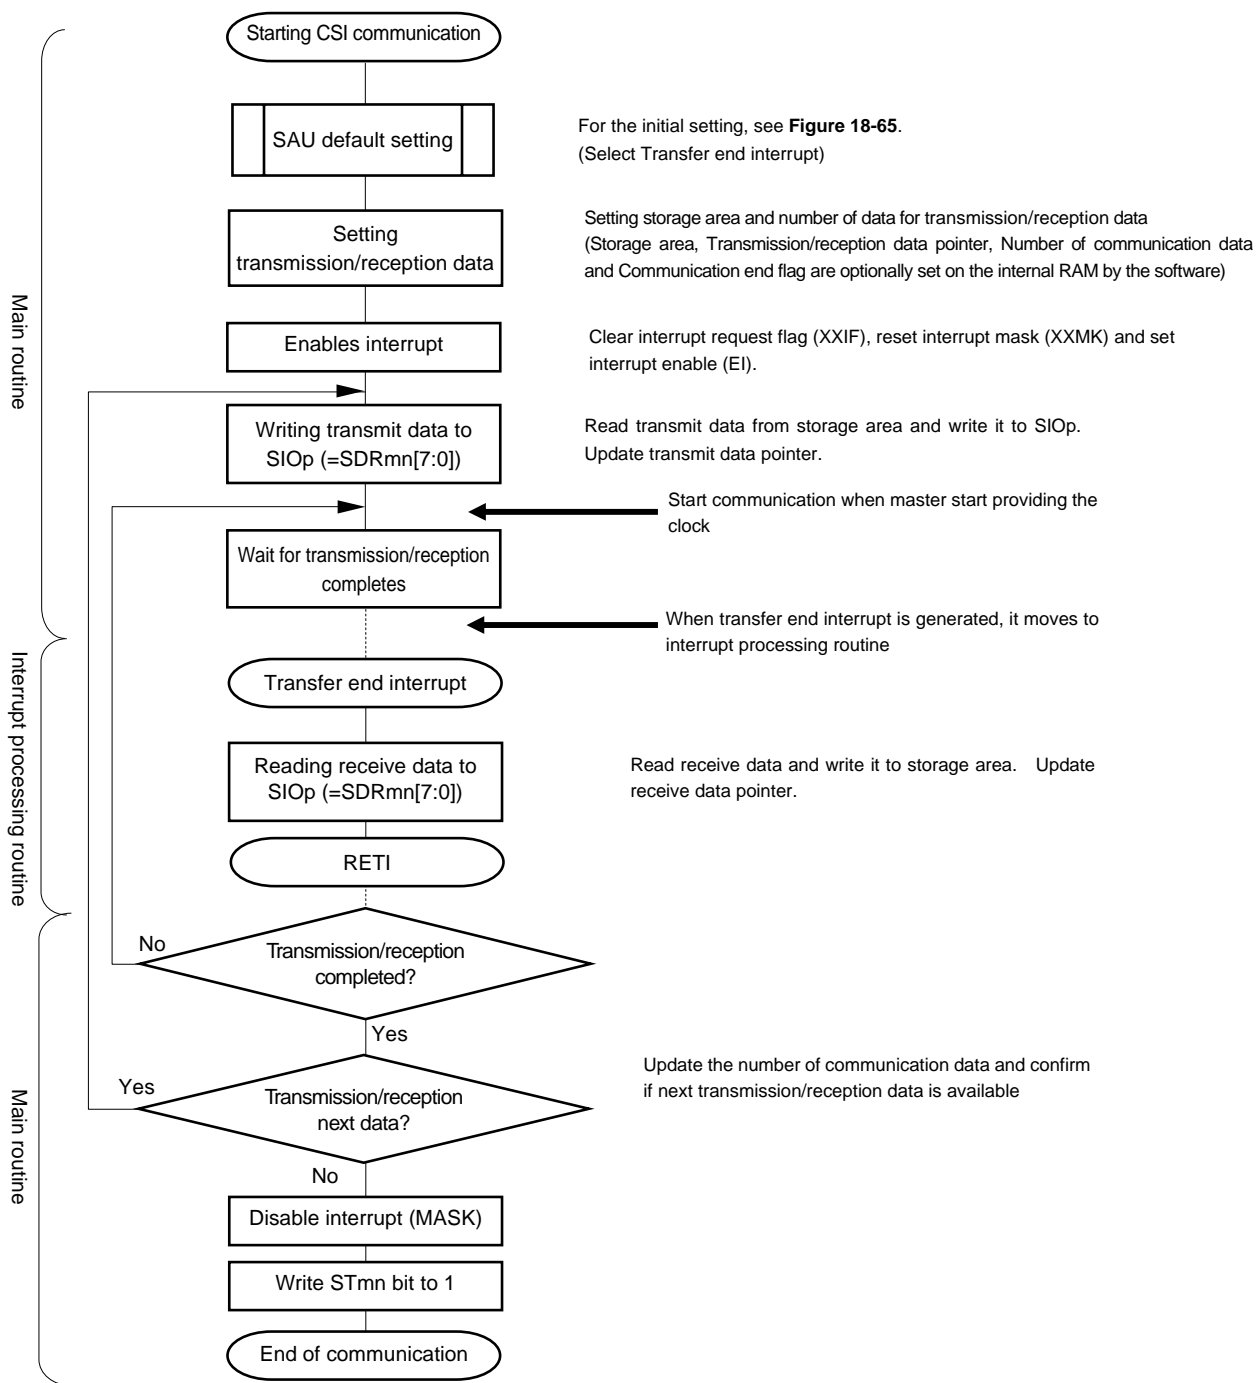 Starting CSI communication
SAU default setting
For the initial setting, see Figure 18-65.
(Select Transfer end interrupt)
Setting
transmission/reception data
Setting storage area and number of data for transmission/reception data
(Storage area, Transmission/reception data pointer, Number of communication data
and Communication end flag are optionally set on the internal RAM by the software)
Main routine
Enables interrupt
Clear interrupt request flag (XXIF), reset interrupt mask (XXMK) and set
interrupt enable (EI).
Writing transmit data to
SIOp (=SDRmn[7:0])
Read transmit data from storage area and write it to SIOp.
Update transmit data pointer.
Start communication when master start providing the
clock
Wait for transmission/reception
completes
When transfer end interrupt is generated, it moves to
interrupt processing routine
Interrupt processing routine
Transfer end interrupt
Reading receive data to
SIOp (=SDRmn[7:0])
Read receive data and write it to storage area. Update
receive data pointer.
RETI
No
Transmission/reception
completed?
Yes
Main routine
Yes
Transmission/reception
next data?
Update the number of communication data and confirm
if next transmission/reception data is available
No
Disable interrupt (MASK)
Write STmn bit to 1
End of communication